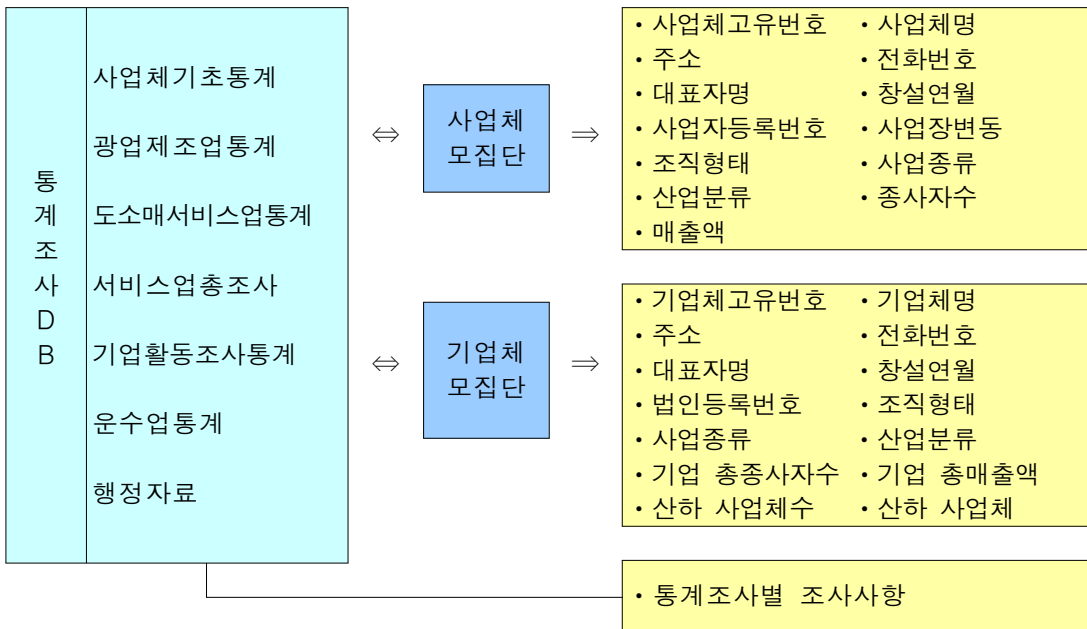 통
계
조
사
D
B
사업체기초통계
광업제조업통계
도소매서비스업통계
서비스업총조사
기업활동조사통계
운수업통계
행정자료
⇔
사업체
모집단
⇒
• 사업체고유번호 • 사업체명
• 주소 • 전화번호
• 대표자명 • 창설연월
• 사업자등록번호 • 사업장변동
• 조직형태 • 사업종류
• 산업분류 • 종사자수
• 매출액
⇔
기업체
모집단
⇒
• 기업체고유번호 • 기업체명
• 주소 • 전화번호
• 대표자명 • 창설연월
• 법인등록번호 • 조직형태
• 사업종류 • 산업분류
• 기업 총종사자수 • 기업 총매출액
• 산하 사업체수 • 산하 사업체
• 통계조사별 조사사항